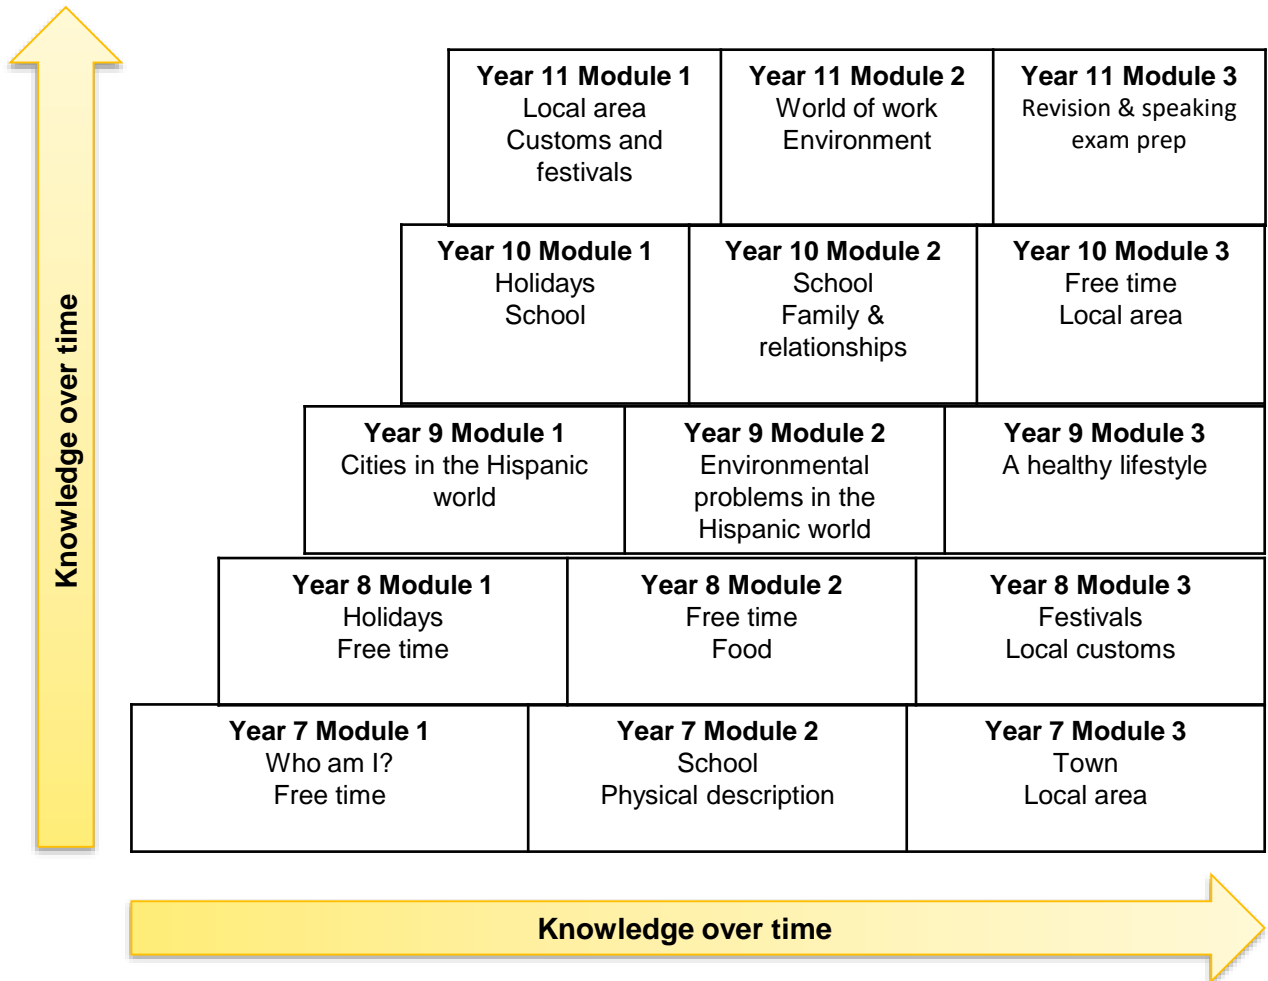 Knowledge over time
Year 11 Module 1
Local area
Customs and
festivals
Year 11 Module 2
World of work
Environment
Year 11 Module 3
Revision & speaking
exam prep
Year 10 Module 1
Holidays
School
Year 10 Module 2
School
Family &
relationships
Year 10 Module 3
Free time
Local area
Year 9 Module 1
Cities in the Hispanic
world
Year 9 Module 2
Environmental
problems in the
Hispanic world
Year 9 Module 3
A healthy lifestyle
Year 8 Module 1
Holidays
Free time
Year 8 Module 2
Free time
Food
Year 8 Module 3
Festivals
Local customs
Year 7 Module 1
Who am I?
Free time
Year 7 Module 2
School
Physical description
Year 7 Module 3
Town
Local area
Knowledge over time